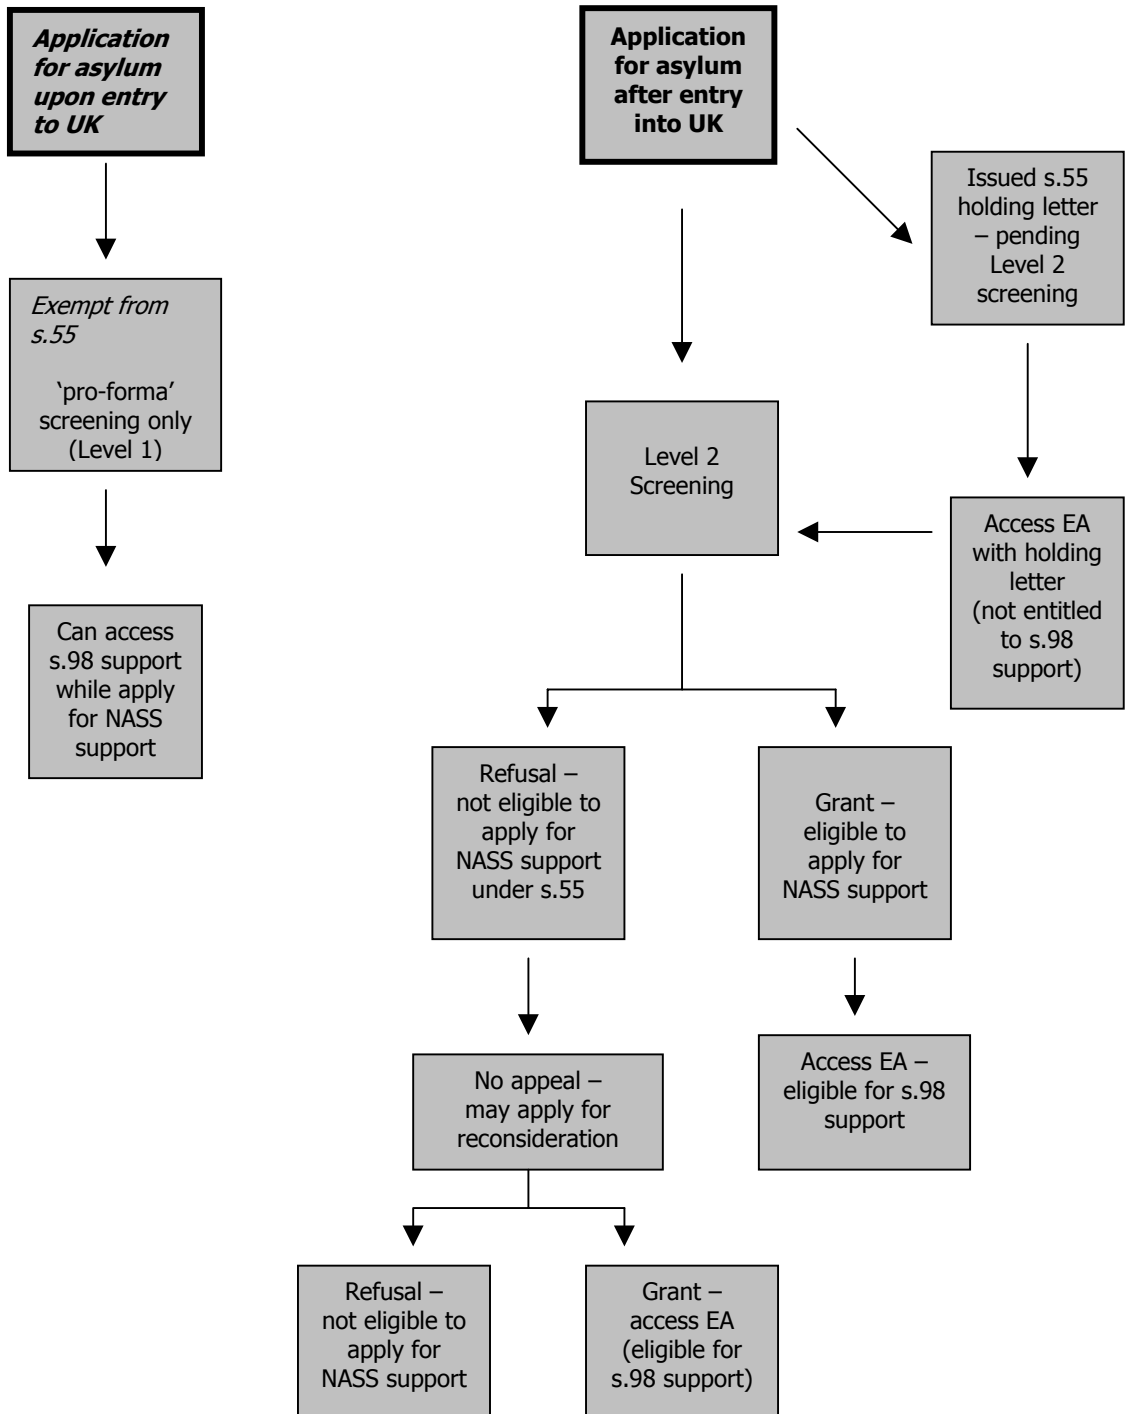 Application
for asylum
upon entry
to UK
Application
for asylum
after entry
into UK
Issued s.55
holding letter
– pending
Level 2
screening
Exempt from
s.55
‘pro-forma’
screening only
(Level 1)
Level 2
Screening
Access EA
with holding
letter
(not entitled
to s.98
support)
Can access
s.98 support
while apply
for NASS
support
Refusal –
not eligible to
apply for
NASS support
under s.55
Grant –
eligible to
apply for
NASS support
No appeal –
may apply for
reconsideration
Access EA –
eligible for s.98
support
Refusal –
not eligible to
apply for
NASS support
Grant –
access EA
(eligible for
s.98 support)